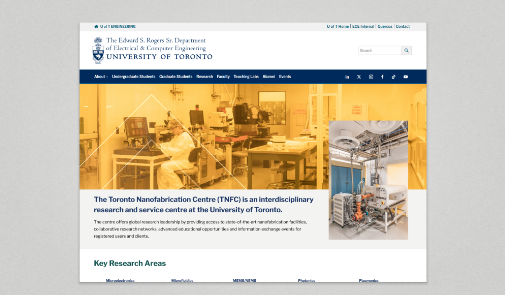 U of T ENGINEERING
U of T Home | ECE Internal | Quercus | Contact
The Edward S. Rogers Sr. Department
of Electrical & Computer Engineering
UNIVERSITY OF TORONTO
Search
About Undergraduate Students Graduate Students Research Faculty Teaching Labs Alumni Events
The Toronto Nanofabrication Centre (TNFC) is an interdisciplinary
research and service centre at the University of Toronto.
The centre offers global research leadership by providing access to state-of-the-art nanofabrication facilities,
collaborative research networks, advanced educational opportunities and information exchange events for
registered users and clients.
Key Research Areas
Microelectronics Microfluidics MEMS/NEMS Photonics Plasmonics